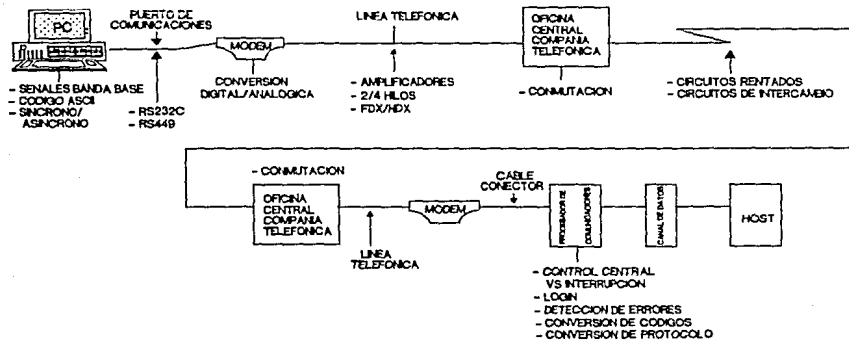 PC
PUERTO DE
COMUNICACIONES
MODEM
LINEA TELEFONICA
OFICINA
CENTRAL
COMPAÑIA
TELEFONICA
- SEÑALES BANDA BASE
- CODIGO ASCII
- SINCRONO/
ASINCRONO
- RS232C
- RS449
CONVERSION
DIGITAL/ANALOGICA
- AMPLIFICADORES
- 2/4 HILOS
- FDX/HDX
- CONMUTACION
- CIRCUITOS RENTADOS
- CIRCUITOS DE INTERCAMBIO
- CONMUTACION
OFICINA
CENTRAL
COMPAÑIA
TELEFONICA
LINEA
TELEFONICA
MODEM
CABLE
CONECTOR
PROCESADOR DE
COMUNICACIONES
CANAL DE DATOS
HOST
- CONTROL CENTRAL
VS INTERRUPCION
- LOGIN
- DETECCION DE ERRORES
- CONVERSION DE CODIGOS
- CONVERSION DE PROTOCOLO